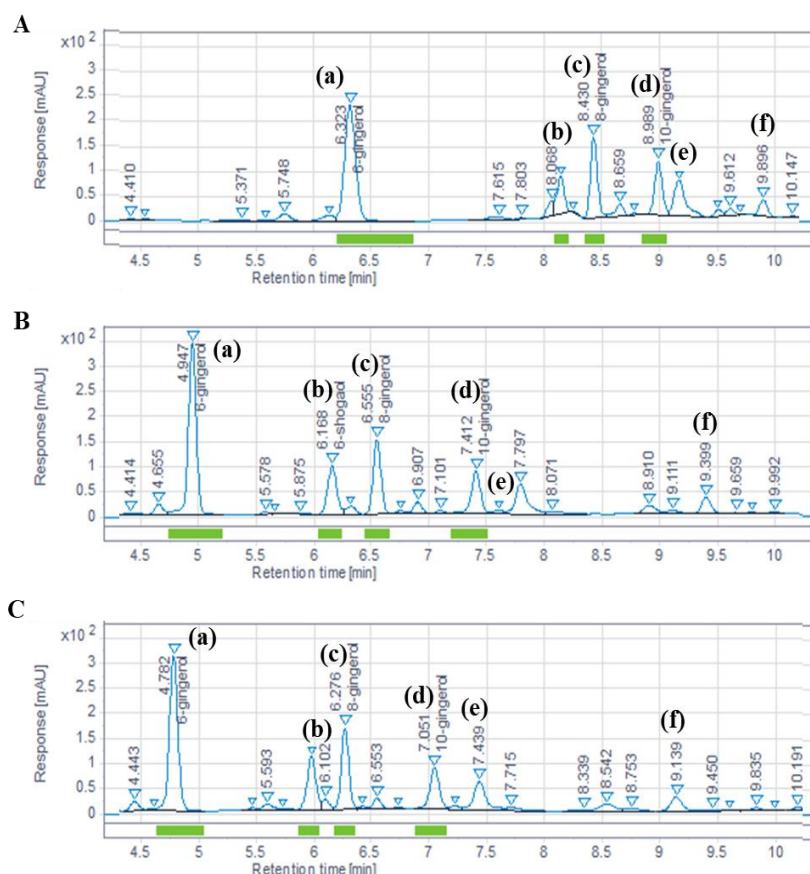 A
x10 2
3
2.5
2
1.5
1
0.5
0
Response [mAU]
4.410
5.371
5.748
(a)
6.323
6-gingerol
7.615
7.803
(b)
8.068
(c)
8.430
8-gingerol
8.659
(d)
8.989
10-gingerol
(e)
9.612
(f)
9.896
10.147
4.5 5 5.5 6 6.5 7 7.5 8 8.5 9 9.5 10
Retention time [min]
B
x10 2
3
2.5
2
1.5
1
0.5
0
Response [mAU]
4.414
4.655
4.947
6-gingerol
(a)
5.578
5.875
(b)
6.168
6-shogaol
(c)
6.555
8-gingerol
6.907
7.101
(d)
7.412
10-gingerol
(e)
7.797
8.071
8.910
9.111
(f)
9.399
9.659
9.992
4.5 5 5.5 6 6.5 7 7.5 8 8.5 9 9.5 10
Retention time [min]
C
x10 2
3
2.5
2
1.5
1
0.5
0
Response [mAU]
4.443
4.782
6-gingerol
(a)
5.593
(b)
6.102
(c)
6.276
8-gingerol
6.553
(d)
7.051
10-gingerol
(e)
7.439
7.715
8.339
8.542
8.753
(f)
9.139
9.450
9.835
10.191
4.5 5 5.5 6 6.5 7 7.5 8 8.5 9 9.5 10
Retention time [min]